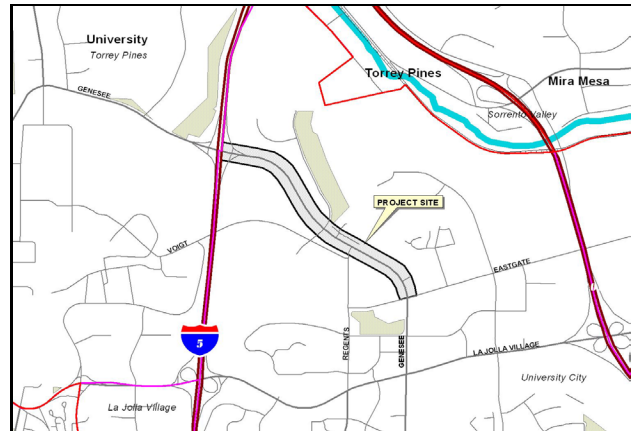 University
Torrey Pines
GENESEE
Torrey Pines
Mira Mesa
Sorrento Valley
PROJECT SITE
VOIGT
EASTGATE
5
REGENTS
GENESEE
LA JOLLA VILLAGE
University City
La Jolla Village